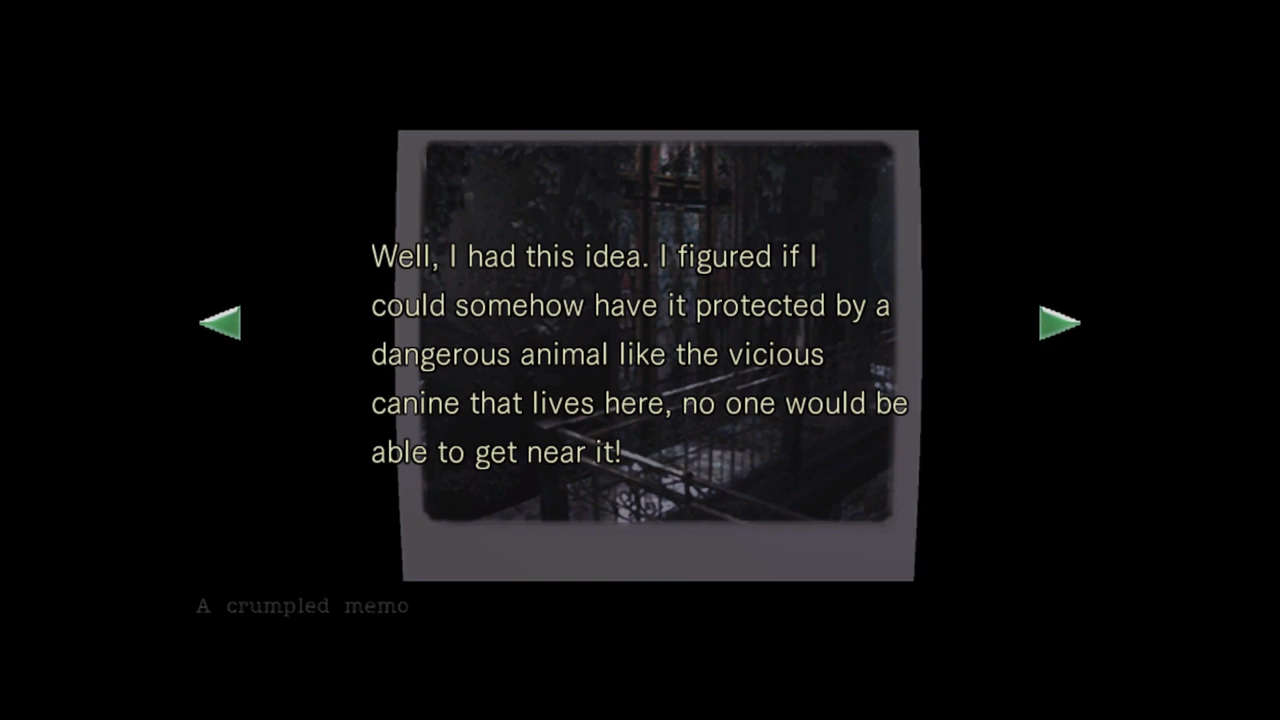 Well, I had this idea. I figured if I
could somehow have it protected by a
dangerous animal like the vicious
canine that lives here, no one would be
able to get near it!
A crumpled memo